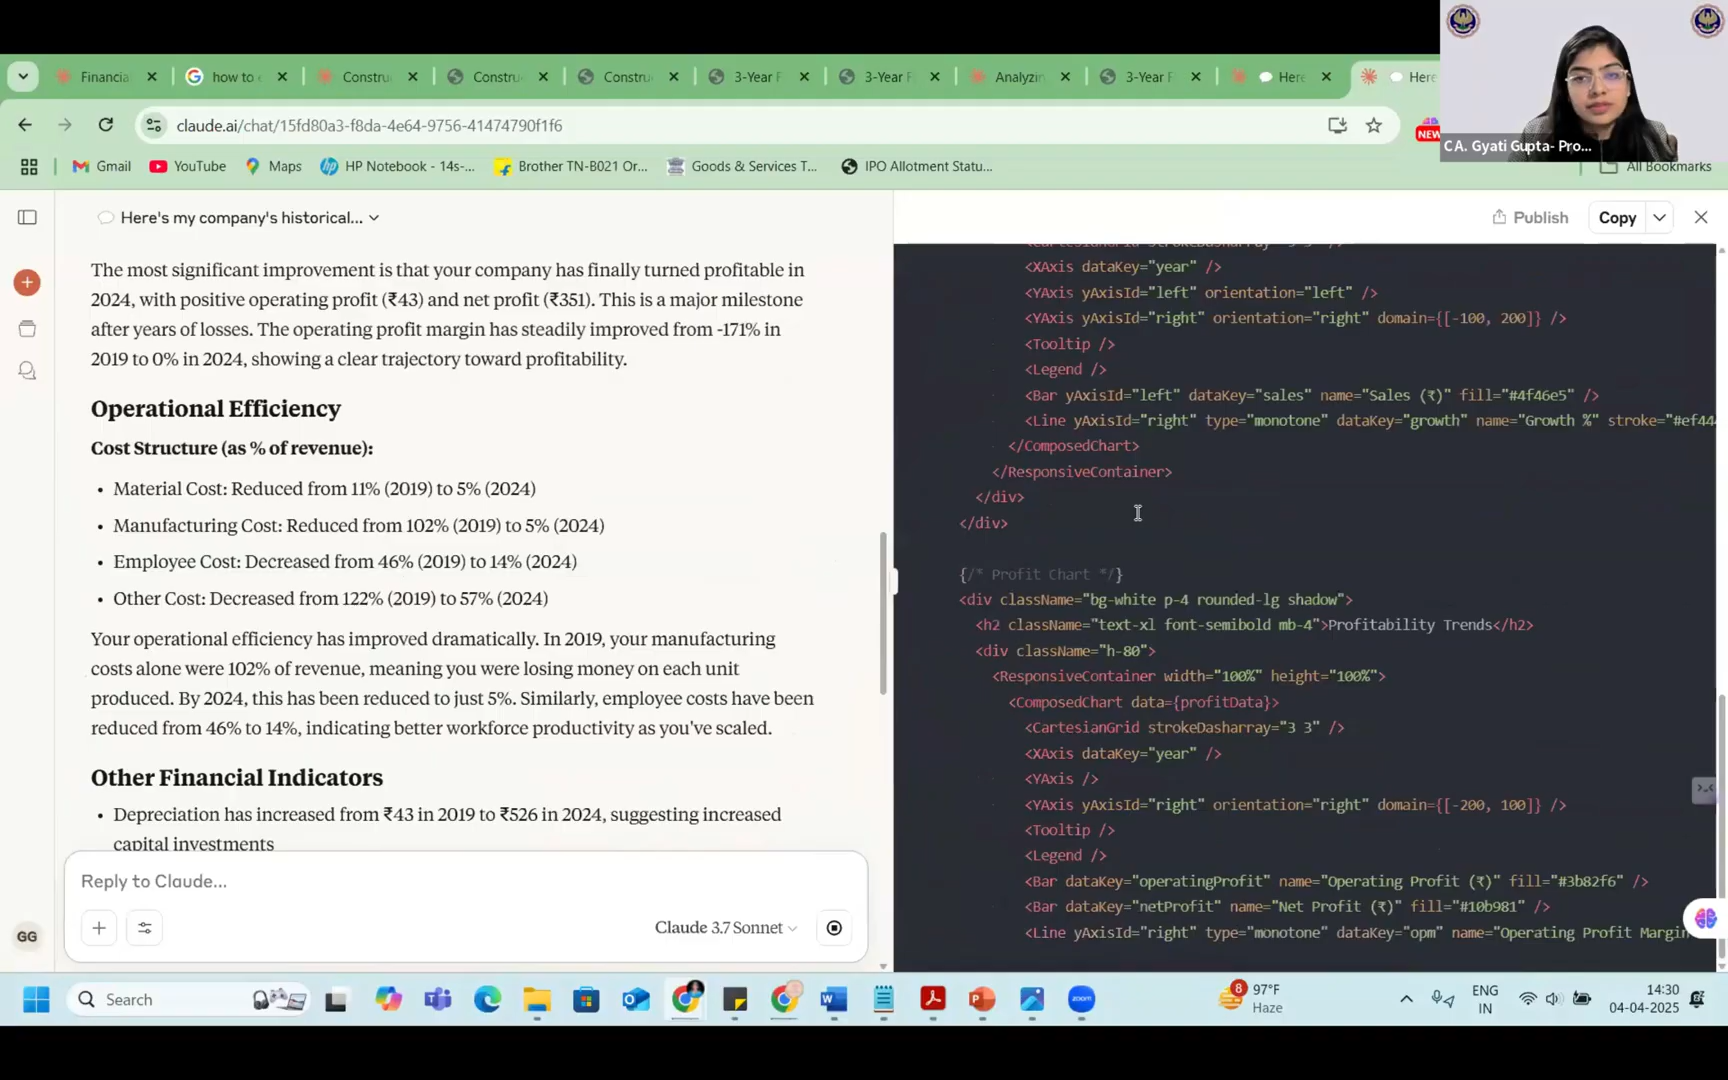 Financia
how to
Constru
Constru
Constru
3-Year F
3-Year F
Analyzin
3-Year F
Here
Here
claude.ai/chat/15fd80a3-f8da-4e64-9756-41474790f1f6
NEW
CA. Gyati Gupta- Pro...
Gmail
YouTube
Maps
HP Notebook - 14s-...
Brother TN-B021 Or...
Goods & Services T...
IPO Allotment Statu...
All Bookmarks
Here's my company's historical...
The most significant improvement is that your company has finally turned profitable in
2024, with positive operating profit (₹43) and net profit (₹351). This is a major milestone
after years of losses. The operating profit margin has steadily improved from -171% in
2019 to 0% in 2024, showing a clear trajectory toward profitability.
Operational Efficiency
Cost Structure (as % of revenue):
• Material Cost: Reduced from 11% (2019) to 5% (2024)
• Manufacturing Cost: Reduced from 102% (2019) to 5% (2024)
• Employee Cost: Decreased from 46% (2019) to 14% (2024)
• Other Cost: Decreased from 122% (2019) to 57% (2024)
Your operational efficiency has improved dramatically. In 2019, your manufacturing
costs alone were 102% of revenue, meaning you were losing money on each unit
produced. By 2024, this has been reduced to just 5%. Similarly, employee costs have been
reduced from 46% to 14%, indicating better workforce productivity as you've scaled.
Other Financial Indicators
• Depreciation has increased from ₹43 in 2019 to ₹526 in 2024, suggesting increased
capital investments
Reply to Claude...
Claude 3.7 Sonnet
GG
Publish
Copy
<XAxis dataKey="year" />
<YAxis yAxisId="left" orientation="left" />
<YAxis yAxisId="right" orientation="right" domain={[-100, 200]} />
<Tooltip />
<Legend />
<Bar yAxisId="left" dataKey="sales" name="Sales (₹)" fill="#4f46e5" />
<Line yAxisId="right" type="monotone" dataKey="growth" name="Growth %" stroke="#ef44
</ComposedChart>
</ResponsiveContainer>
</div>
</div>
{/* Profit Chart */}
<div className="bg-white p-4 rounded-lg shadow">
<h2 className="text-xl font-semibold mb-4">Profitability Trends</h2>
<div className="h-80">
<ResponsiveContainer width="100%" height="100%">
<ComposedChart data={profitData}>
<CartesianGrid strokeDasharray="3 3" />
<XAxis dataKey="year" />
<YAxis />
<YAxis yAxisId="right" orientation="right" domain={[-200, 100]} />
<Tooltip />
<Legend />
<Bar dataKey="operatingProfit" name="Operating Profit (₹)" fill="#3b82f6" />
<Bar dataKey="netProfit" name="Net Profit (₹)" fill="#10b981" />
<Line yAxisId="right" type="monotone" dataKey="opm" name="Operating Profit Margin
Search
zoom
8
97°F
Haze
ENG
IN
14:30
04-04-2025